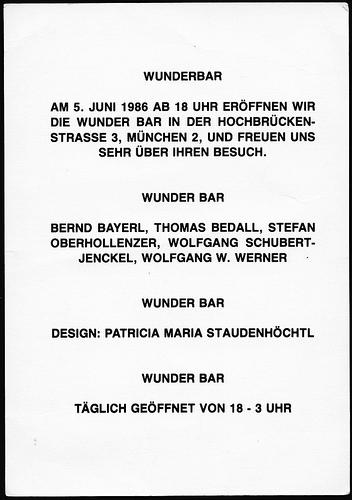 WUNDERBAR
AM 5. JUNI 1986 AB 18 UHR ERÖFFNEN WIR
DIE WUNDER BAR IN DER HOCHBRÜCKEN-
STRASSE 3, MÜNCHEN 2, UND FREUEN UNS
SEHR ÜBER IHREN BESUCH.
WUNDER BAR
BERND BAYERL, THOMAS BEDALL, STEFAN
OBERHOLLENZER, WOLFGANG SCHUBERT-
JENCKEL, WOLFGANG W. WERNER
WUNDER BAR
DESIGN: PATRICIA MARIA STAUDENHÖCHTL
WUNDER BAR
TÄGLICH GEÖFFNET VON 18 - 3 UHR